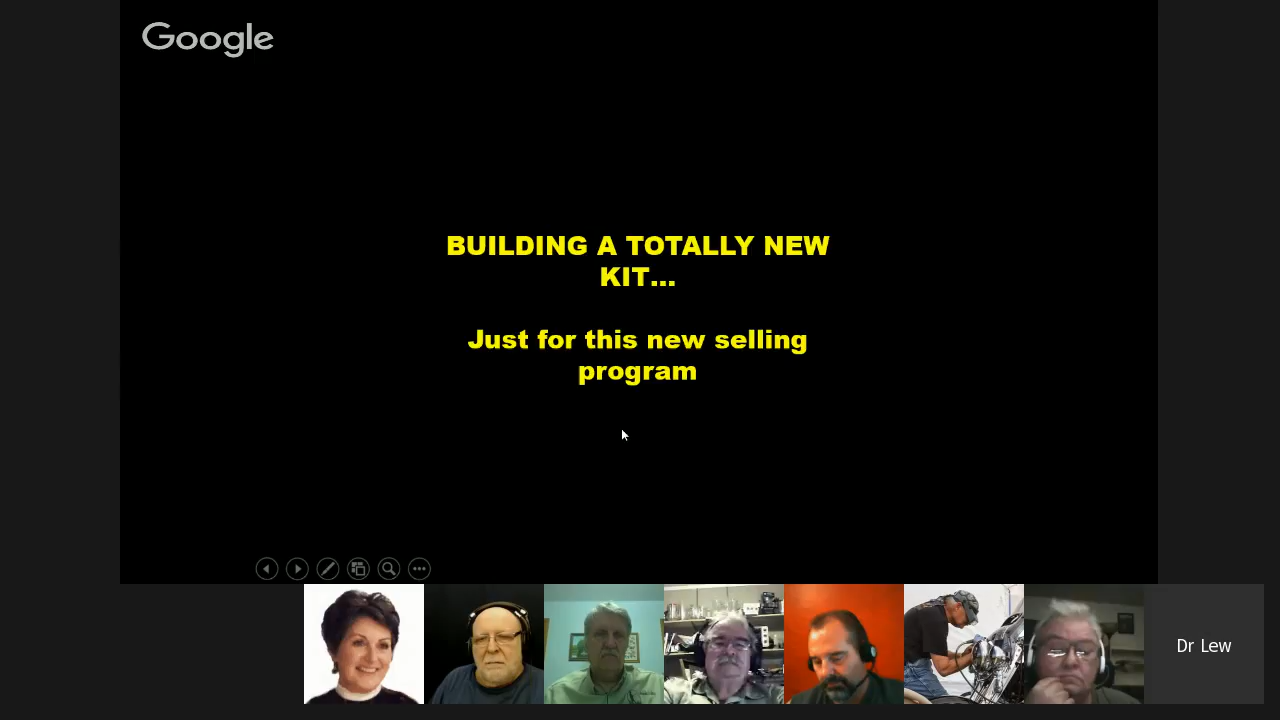 Google
BUILDING A TOTALLY NEW
KIT...
Just for this new selling
program
Dr Lew